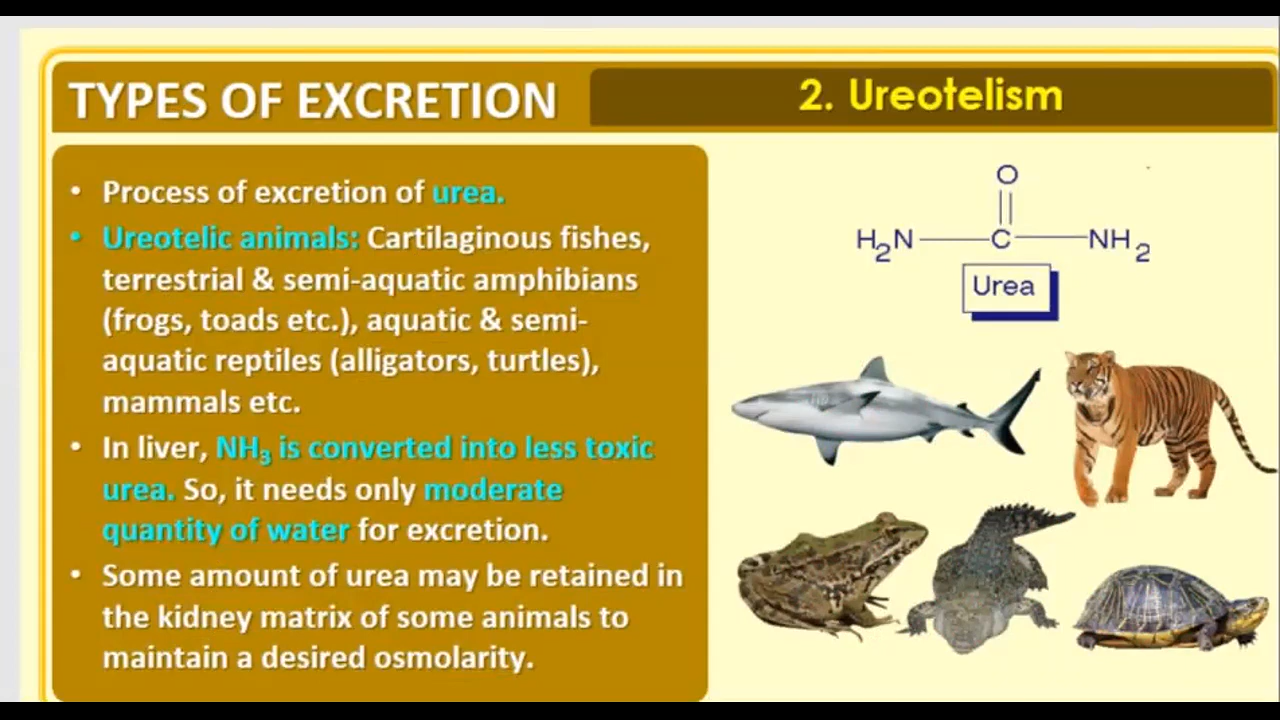 TYPES OF EXCRETION
2. Ureotelism
• Process of excretion of urea.
• Ureotelic animals: Cartilaginous fishes,
terrestrial & semi-aquatic amphibians
(frogs, toads etc.), aquatic & semi-
aquatic reptiles (alligators, turtles),
mammals etc.
• In liver, NH₃ is converted into less toxic
urea. So, it needs only moderate
quantity of water for excretion.
• Some amount of urea may be retained in
the kidney matrix of some animals to
maintain a desired osmolarity.
O
H₂N C NH₂
Urea